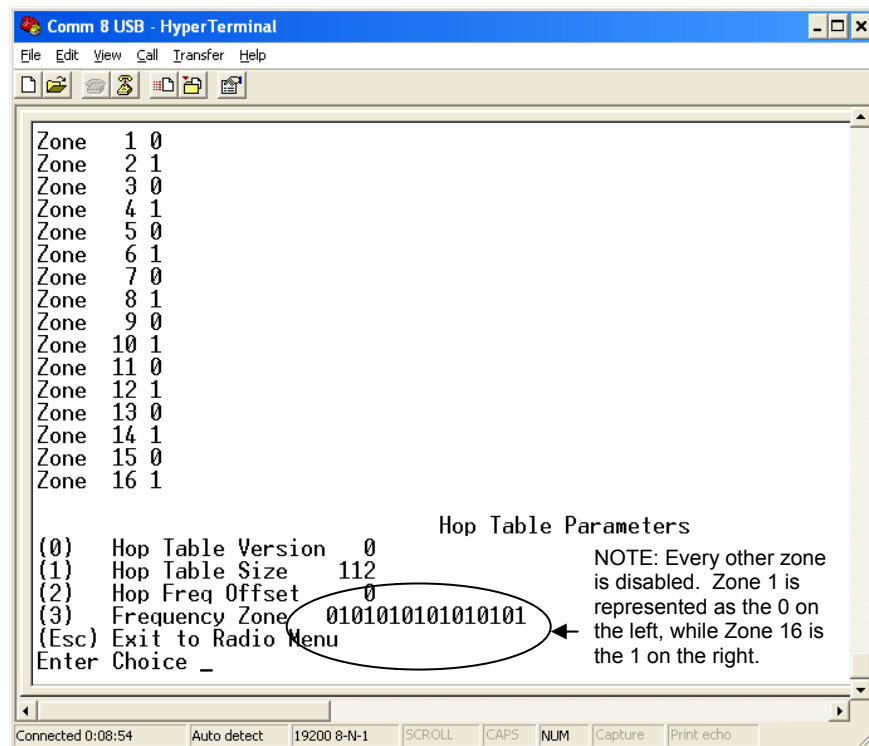 Comm 8 USB - HyperTerminal
File Edit View Call Transfer Help
Zone 1 0
Zone 2 1
Zone 3 0
Zone 4 1
Zone 5 0
Zone 6 1
Zone 7 0
Zone 8 1
Zone 9 0
Zone 10 1
Zone 11 0
Zone 12 1
Zone 13 0
Zone 14 1
Zone 15 0
Zone 16 1
Hop Table Parameters
(0) Hop Table Version 0
(1) Hop Table Size 112
(2) Hop Freq Offset 0
(3) Frequency Zone 0101010101010101
(Esc) Exit to Radio Menu
Enter Choice _
NOTE: Every other zone
is disabled. Zone 1 is
represented as the 0 on
the left, while Zone 16 is
the 1 on the right.
Connected 0:08:54 Auto detect 19200 8-N-1 SCROLL CAPS NUM Capture Print echo